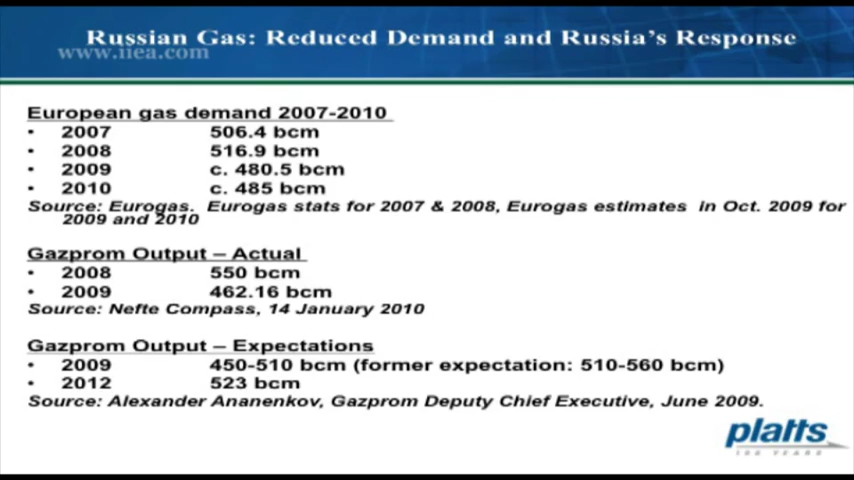 Russian Gas: Reduced Demand and Russia's Response
www.iiea.com
European gas demand 2007-2010
• 2007 506.4 bcm
• 2008 516.9 bcm
• 2009 c. 480.5 bcm
• 2010 c. 485 bcm
Source: Eurogas. Eurogas stats for 2007 & 2008, Eurogas estimates in Oct. 2009 for
2009 and 2010
Gazprom Output – Actual
• 2008 550 bcm
• 2009 462.16 bcm
Source: Nefte Compass, 14 January 2010
Gazprom Output – Expectations
• 2009 450-510 bcm (former expectation: 510-560 bcm)
• 2012 523 bcm
Source: Alexander Ananenkov, Gazprom Deputy Chief Executive, June 2009.
platts
100 YEARS